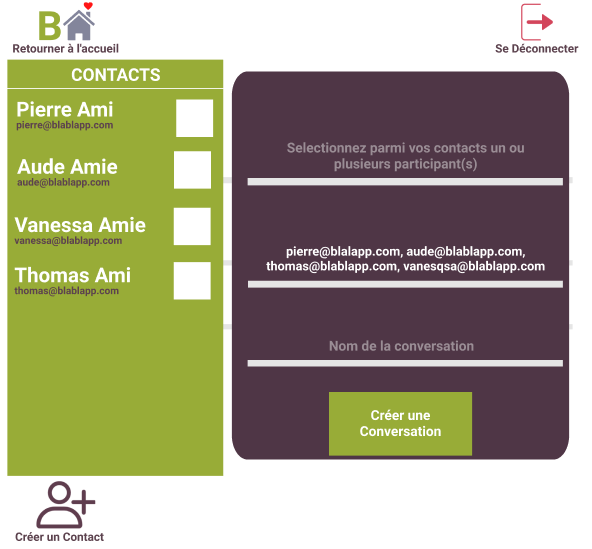 B
Retourner à l'accueil
Se Déconnecter
CONTACTS
Pierre Ami
pierre@blablapp.com
Aude Amie
aude@blablapp.com
Vanessa Amie
vanessa@blablapp.com
Thomas Ami
thomas@blablapp.com
Selectionnez parmi vos contacts un ou
plusieurs participant(s)
pierre@blalapp.com, aude@blablapp.com,
thomas@blablapp.com, vanesqsa@blablapp.com
Nom de la conversation
Créer une
Conversation
Créer un Contact